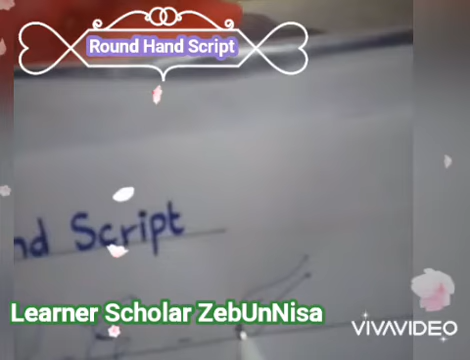 Round Hand Script
nd Script
Learner Scholar ZebUnNisa
VIVAVIDEO